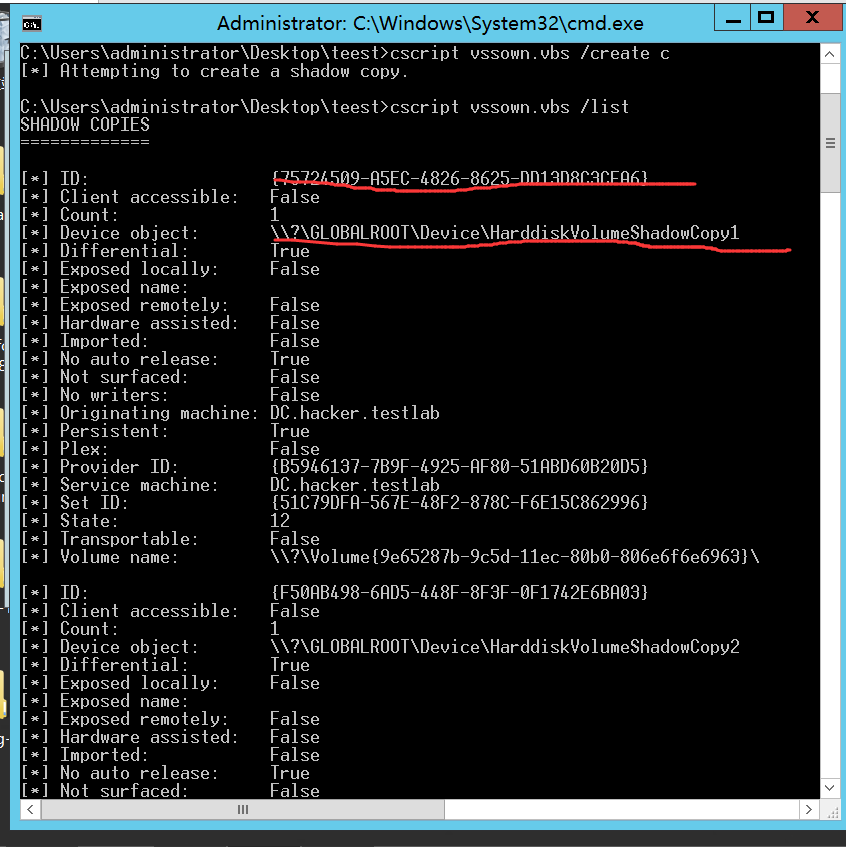 Administrator: C:\Windows\System32\cmd.exe
C:\Users\administrator\Desktop\teest>cscript vssown.vbs /create c
[*] Attempting to create a shadow copy.
C:\Users\administrator\Desktop\teest>cscript vssown.vbs /list
SHADOW COPIES
=============
[*] ID: {75724509-A5EC-4826-8625-DD13D8C3CEA6}
[*] Client accessible: False
[*] Count: 1
[*] Device object: \\?\GLOBALROOT\Device\HarddiskVolumeShadowCopy1
[*] Differential: True
[*] Exposed locally: False
[*] Exposed name:
[*] Exposed remotely: False
[*] Hardware assisted: False
[*] Imported: False
[*] No auto release: True
[*] Not surfaced: False
[*] No writers: False
[*] Originating machine: DC.hacker.testlab
[*] Persistent: True
[*] Plex: False
[*] Provider ID: {B5946137-7B9F-4925-AF80-51ABD60B20D5}
[*] Service machine: DC.hacker.testlab
[*] Set ID: {51C79DFA-567E-48F2-878C-F6E15C862996}
[*] State: 12
[*] Transportable: False
[*] Volume name: \\?\Volume{9e65287b-9c5d-11ec-80b0-806e6f6e6963}\
[*] ID: {F50AB498-6AD5-448F-8F3F-0F1742E6BA03}
[*] Client accessible: False
[*] Count: 1
[*] Device object: \\?\GLOBALROOT\Device\HarddiskVolumeShadowCopy2
[*] Differential: True
[*] Exposed locally: False
[*] Exposed name:
[*] Exposed remotely: False
[*] Hardware assisted: False
[*] Imported: False
[*] No auto release: True
[*] Not surfaced: False